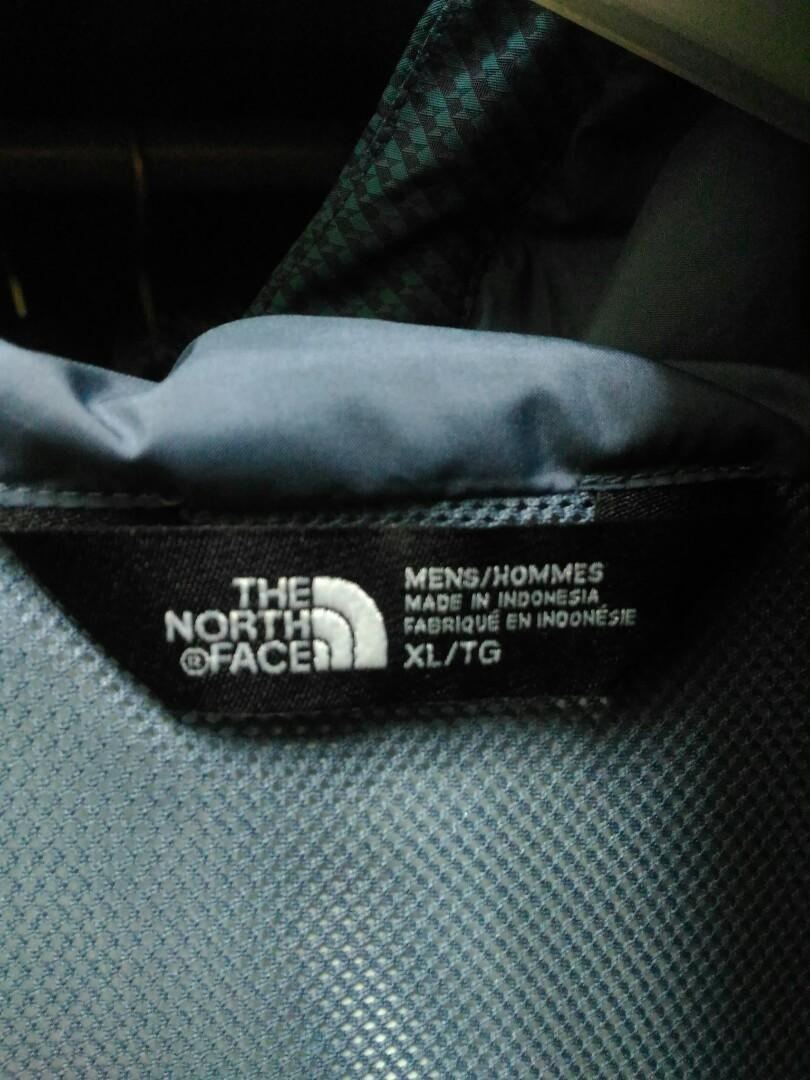 THE
NORTH
®FACE
MENS/HOMMES
MADE IN INDONESIA
FABRIQUÉ EN INDONÉSIE
XL/TG